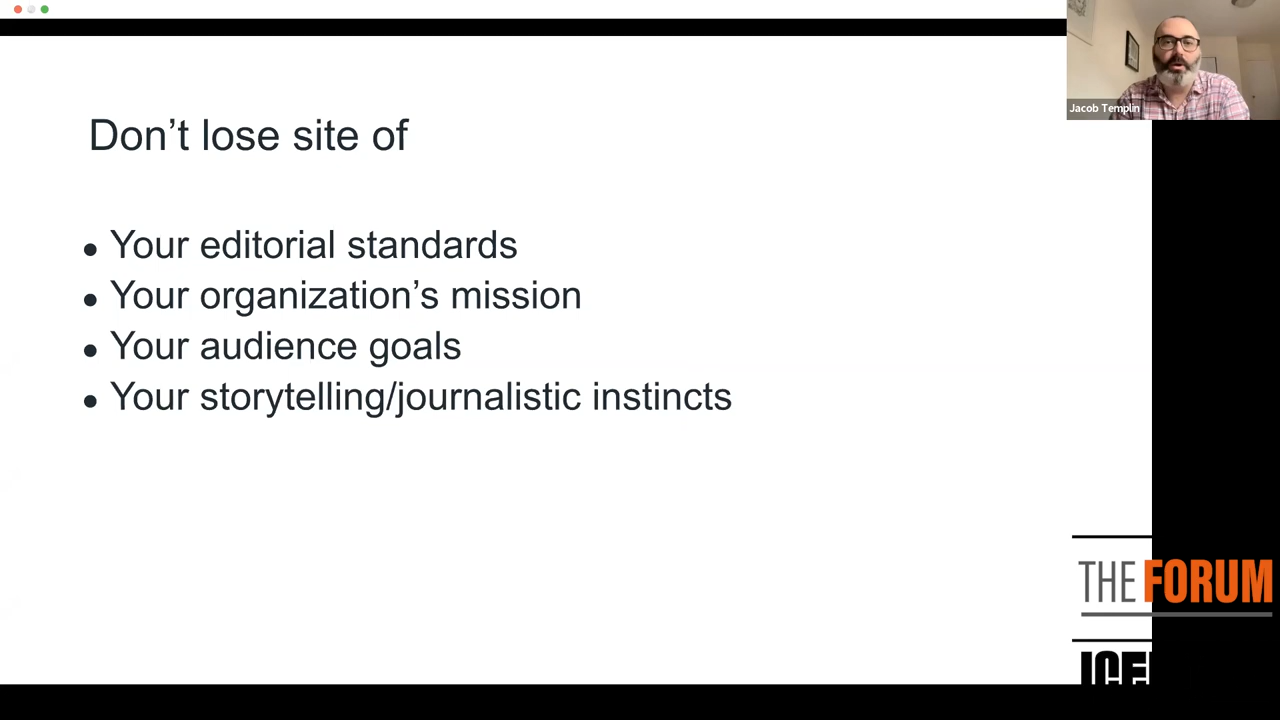 Don’t lose site of
● Your editorial standards
● Your organization’s mission
● Your audience goals
● Your storytelling/journalistic instincts
Jacob Templin
THE FORUM